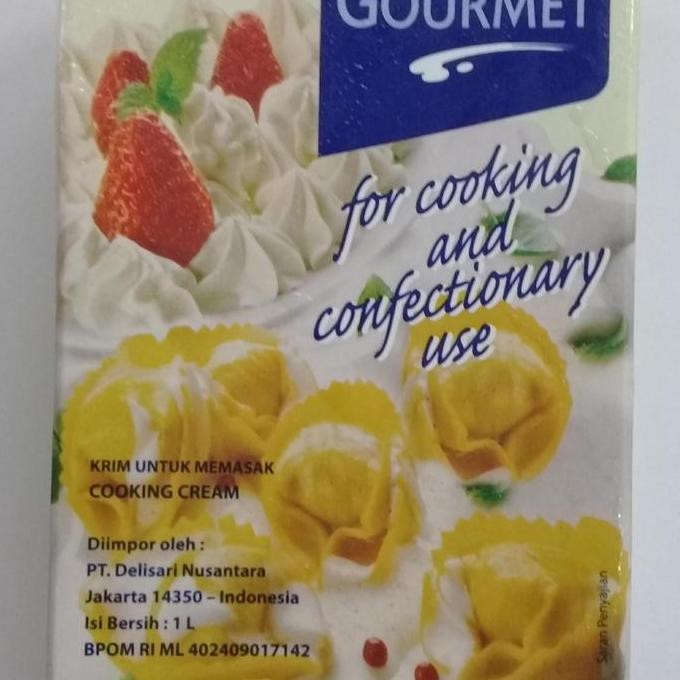 GOURMET
for cooking
and
confectionary
use
KRIM UNTUK MEMASAK
COOKING CREAM
Diimpor oleh :
PT. Delisari Nusantara
Jakarta 14350 – Indonesia
Isi Bersih : 1 L
BPOM RI ML 402409017142
Saran Penyajian